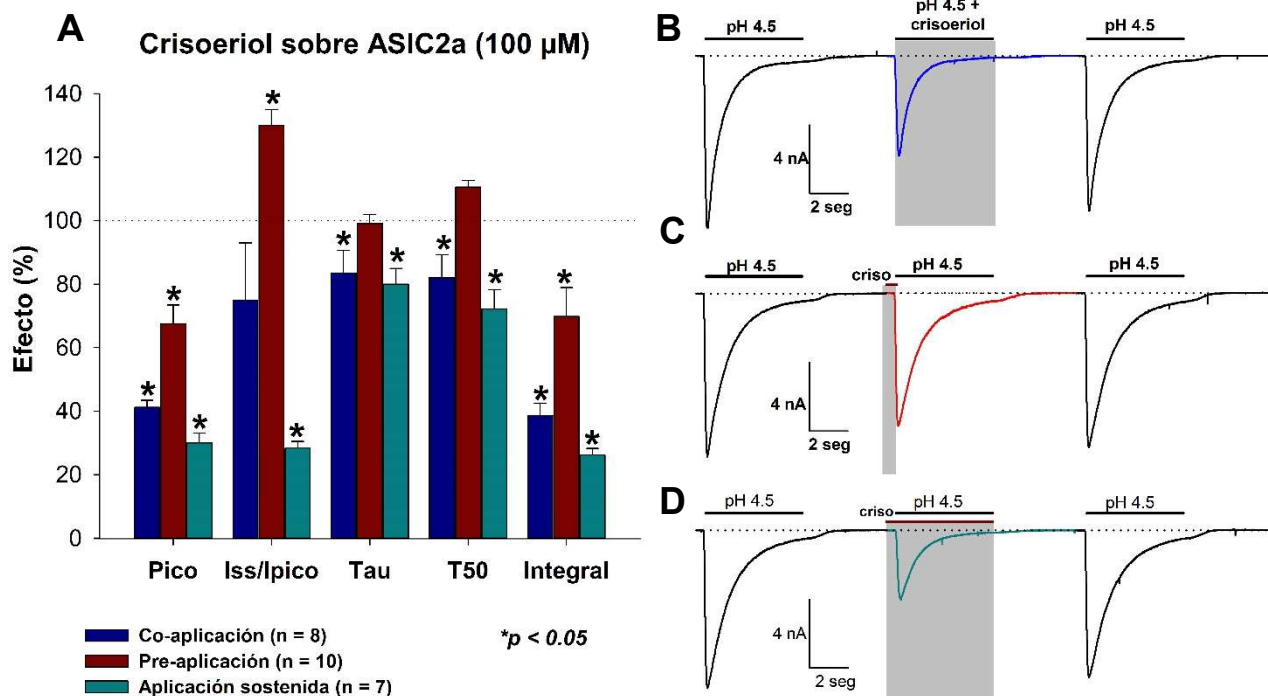 A
Crisoeriol sobre ASIC2a (100 µM)
140
120
100
80
60
40
20
0
Efecto (%)
*
*
*
*
*
*
*
*
*
*
*
*
Pico
Iss/Ipico
Tau
T50
Integral
Co-aplicación (n = 8)
Pre-aplicación (n = 10)
Aplicación sostenida (n = 7)
*p < 0.05
B
pH 4.5
pH 4.5 +
crisoeriol
pH 4.5
4 nA
2 seg
C
pH 4.5
criso
pH 4.5
pH 4.5
4 nA
2 seg
D
pH 4.5
criso
pH 4.5
pH 4.5
4 nA
2 seg